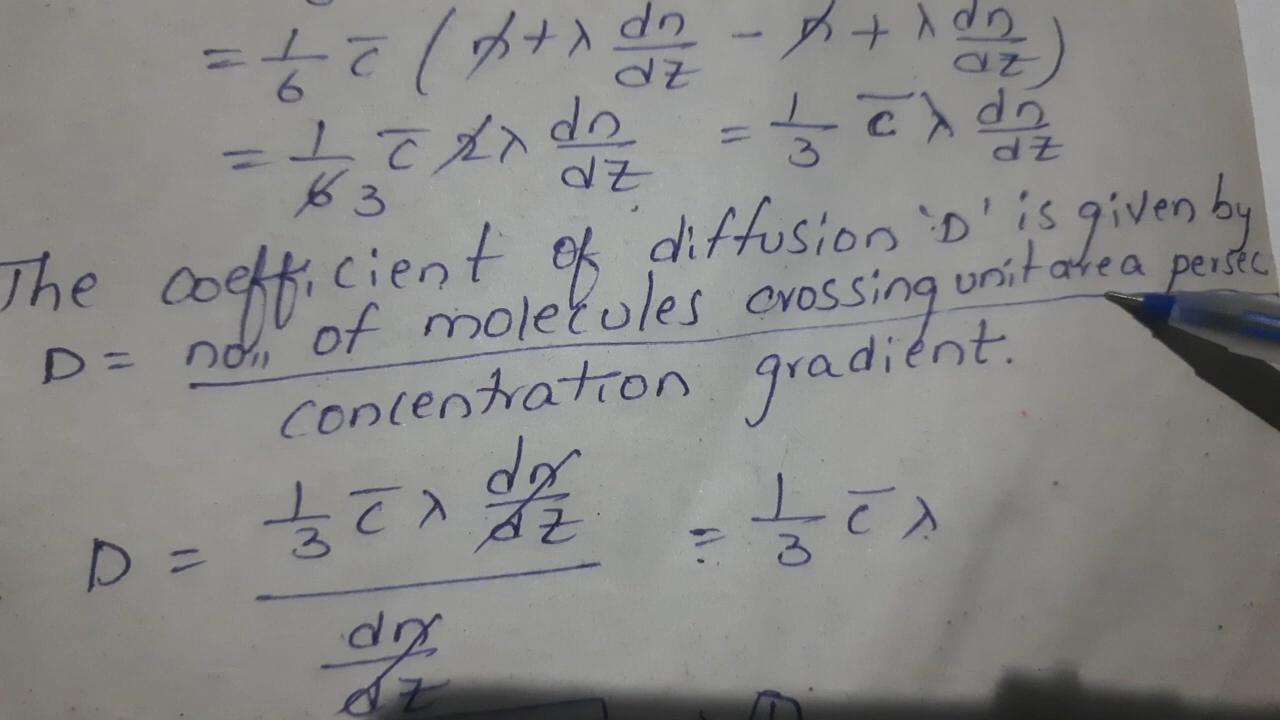 = 1/6 c̄ ( n + λ dn/dz - n + λ dn/dz )
= 1/6 3 c̄ 2 λ dn/dz = 1/3 c̄ λ dn/dz
The coefficient of diffusion 'D' is given by
D = no,, of molecules crossing unit area per sec
concentration gradient.
D = 1/3 c̄ λ dn/dz = 1/3 c̄ λ
dn/dz
D